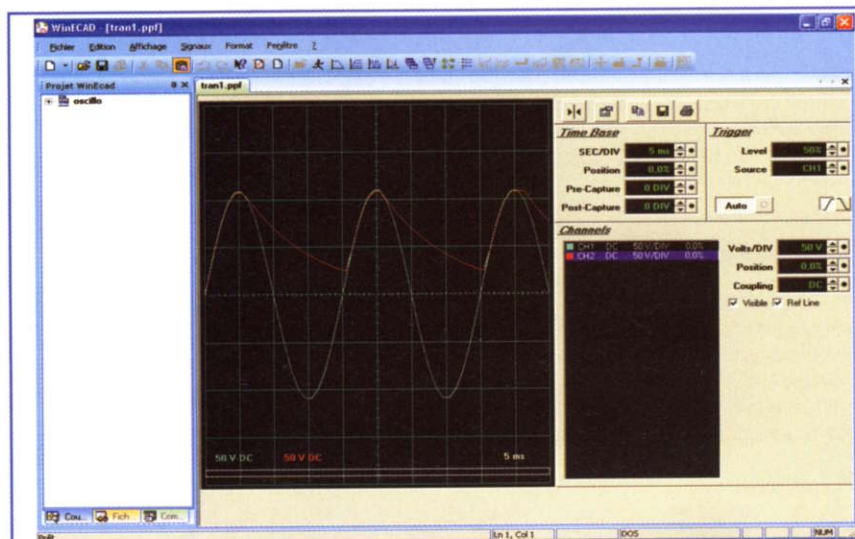 WinECAD - [tran1.ppf]
Fichier Edition Affichage Signaux Format Fenêtre ?
Projet WinEcad
tran1.ppf
oscillo
Time Base
SEC/DIV 5 ms
Position 0,0%
Pre-Capture 0 DIV
Post-Capture 0 DIV
Trigger
Level 50%
Source CH1
Auto
Channels
CH1 DC 50 V/DIV 0.0%
CH2 DC 50 V/DIV 0.0%
Volts/DIV 50 V
Position 0,0%
Coupling DC
Visible Ref Line
50 V DC 50 V DC 5 ms
Cou... Fich Com...
Prêt Ln 1, Col 1 DOS NUM